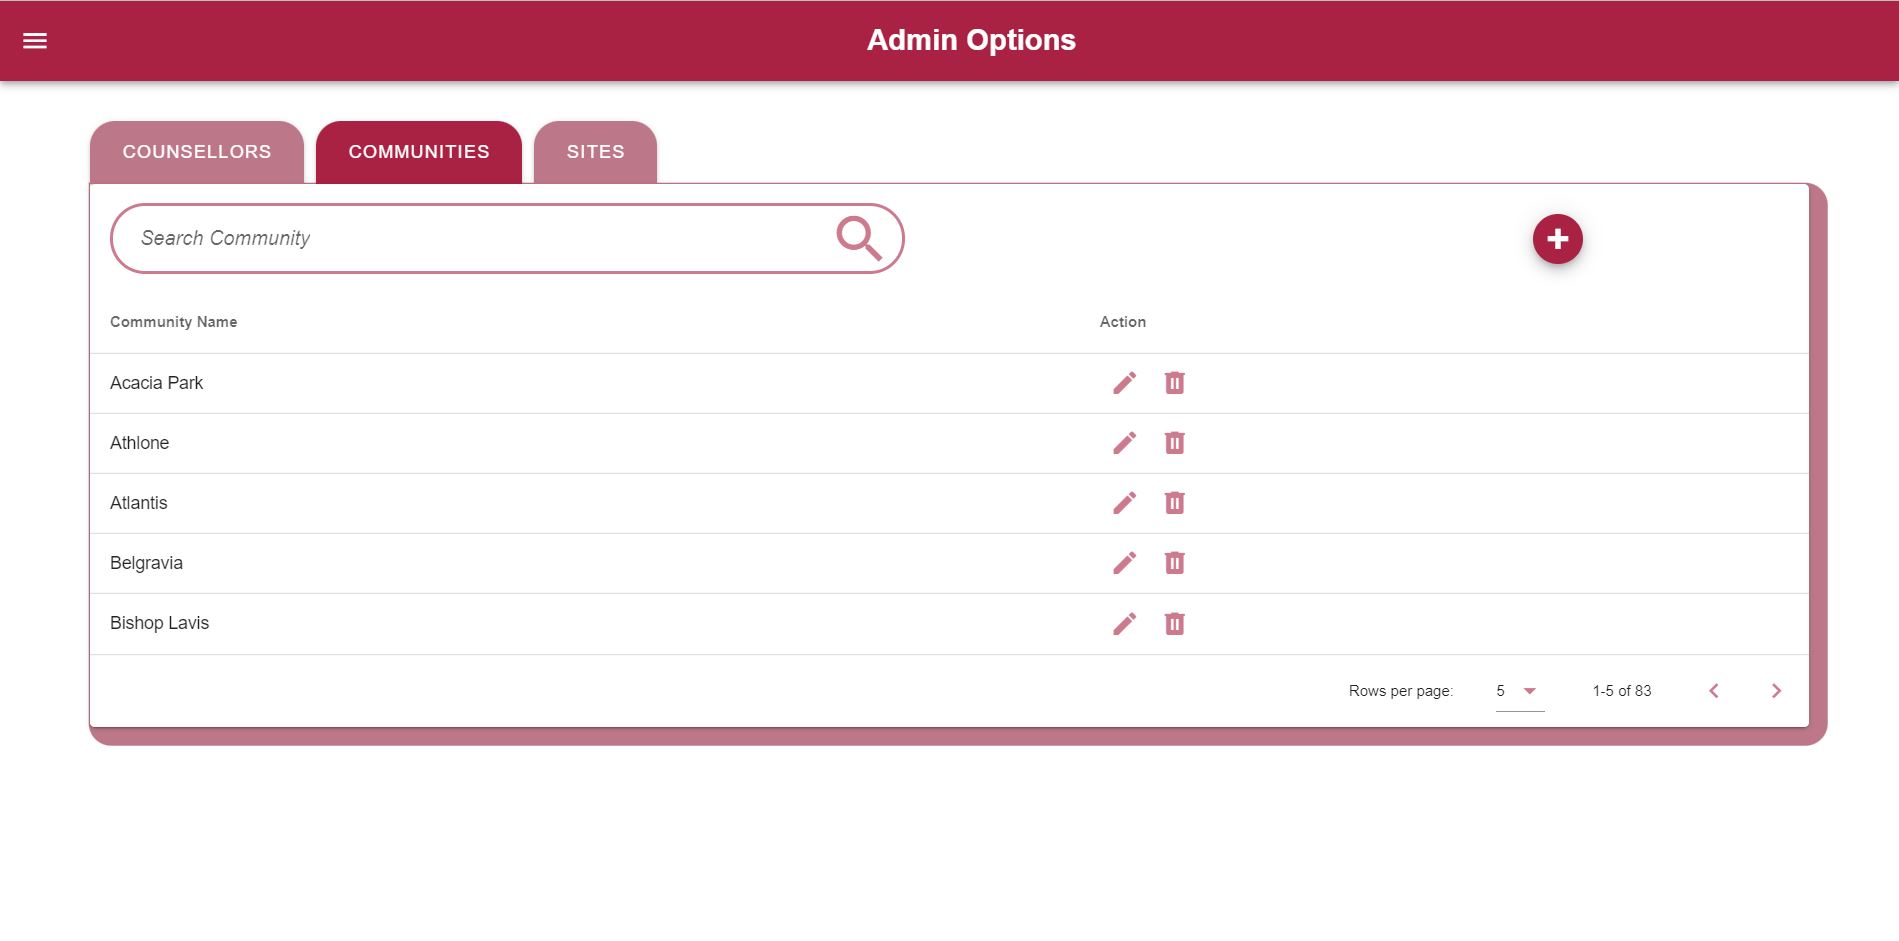 Admin Options
COUNSELLORS COMMUNITIES SITES
Search Community
Community Name Action
Acacia Park
Athlone
Atlantis
Belgravia
Bishop Lavis
Rows per page: 5 1-5 of 83